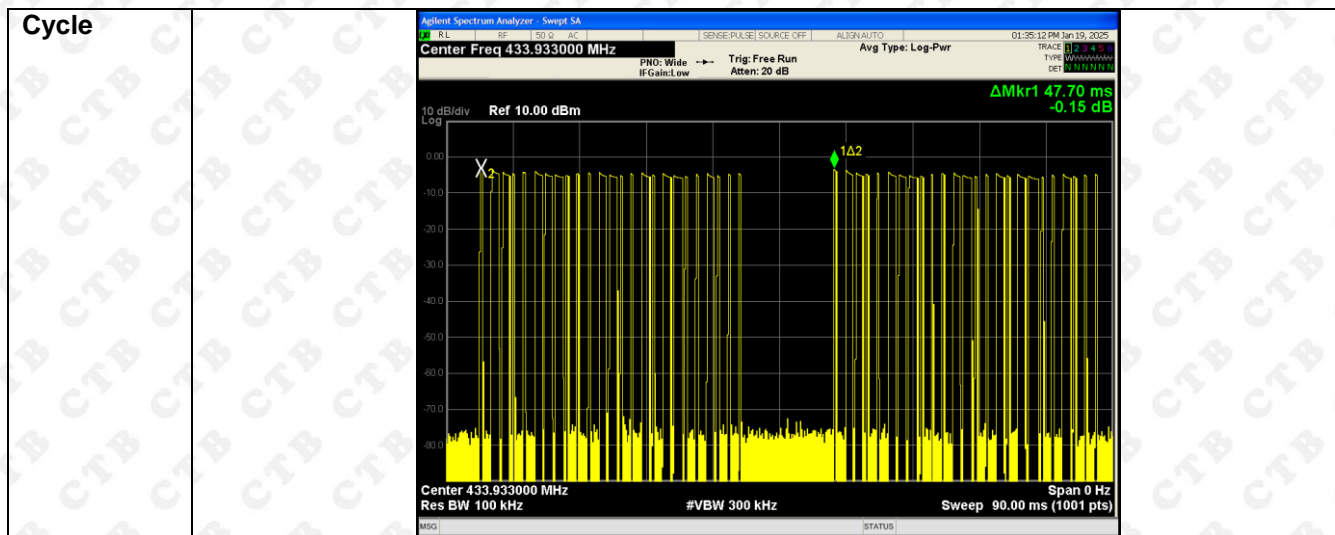 Cycle
Agilent Spectrum Analyzer - Swept SA
RL RF 50 Ω AC SENSE:PULSE SOURCE OFF ALIGN AUTO 01:35:12 PM Jan 19, 2025
Center Freq 433.933000 MHz
PNO: Wide
IFGain:Low
Trig: Free Run
Atten: 20 dB
Avg Type: Log-Pwr
TRACE 1 2 3 4 5 6
TYPE W
DET N N N N N N
ΔMkr1 47.70 ms
-0.15 dB
10 dB/div Ref 10.00 dBm
Log
0.00
-10.0
-20.0
-30.0
-40.0
-50.0
-60.0
-70.0
-80.0
X2
1Δ2
Center 433.933000 MHz Span 0 Hz
Res BW 100 kHz #VBW 300 kHz Sweep 90.00 ms (1001 pts)
MSG STATUS
CTB